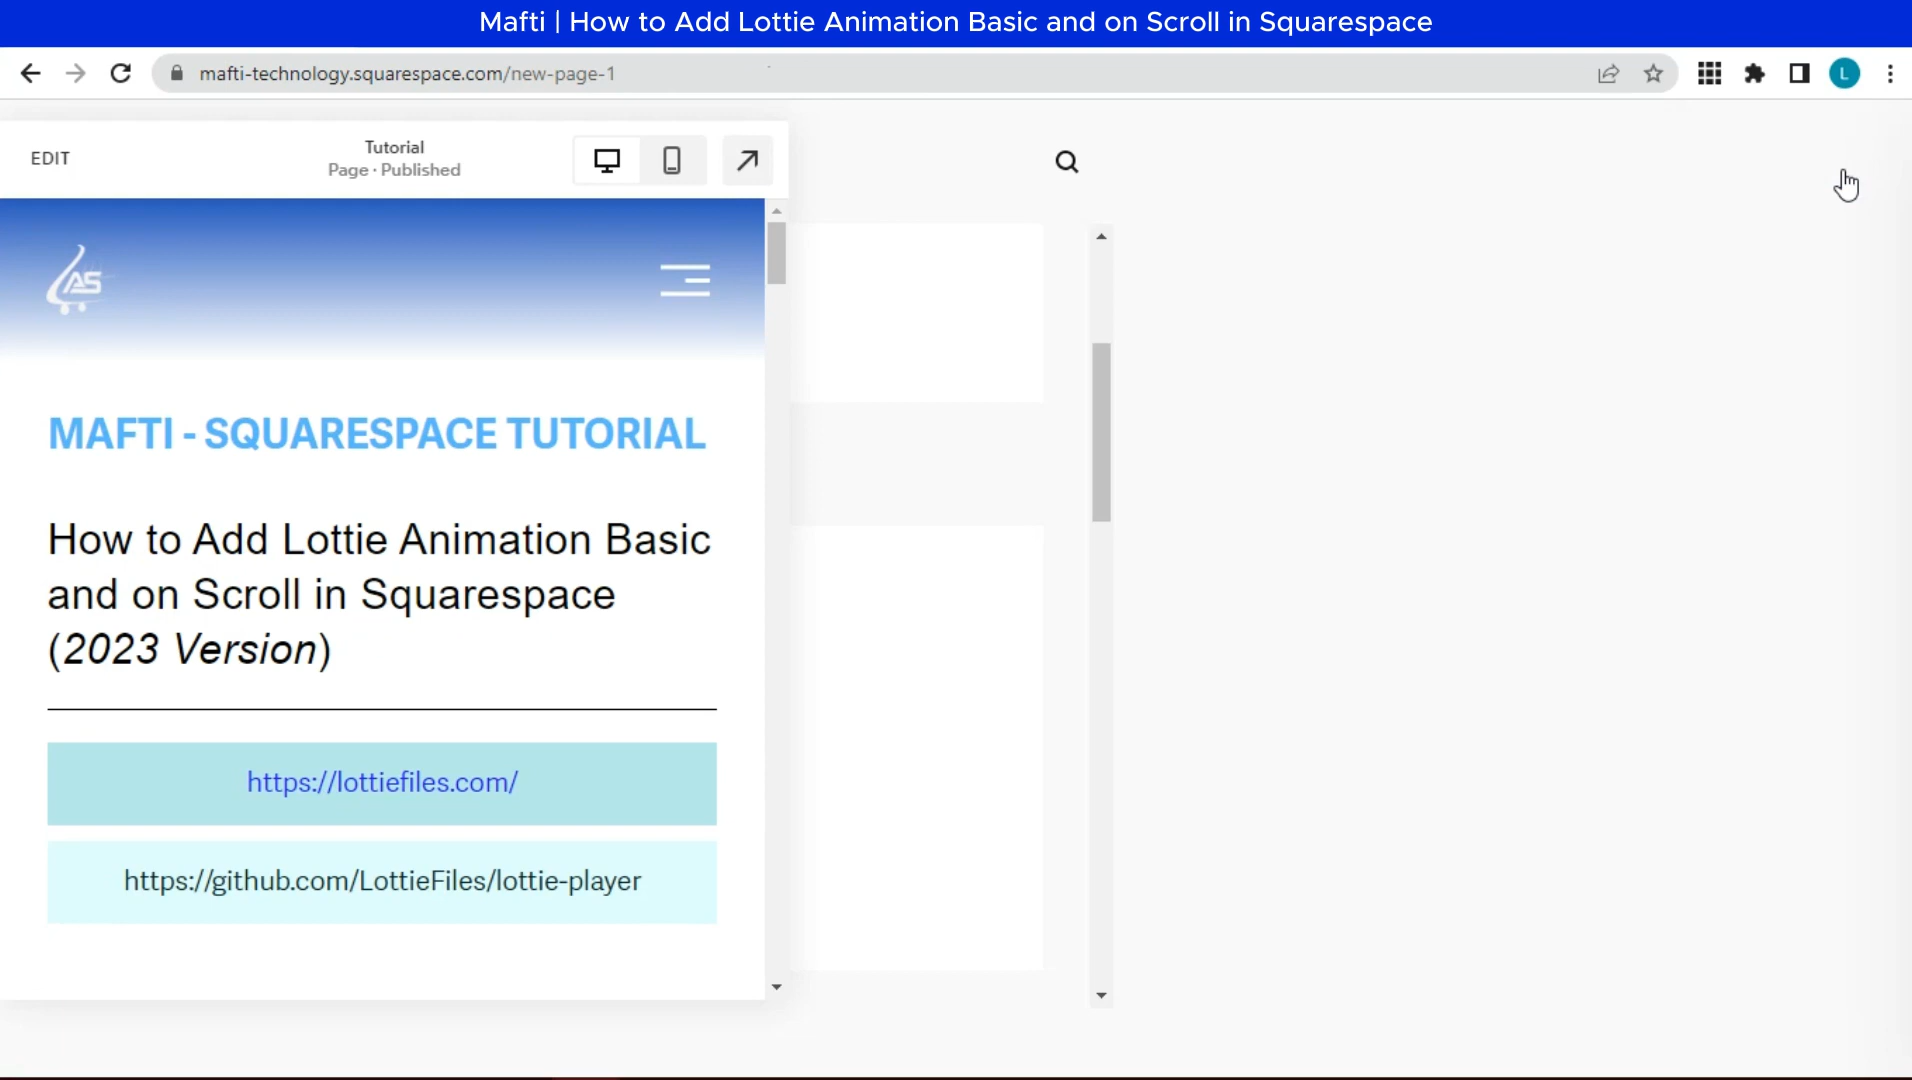 Mafti | How to Add Lottie Animation Basic and on Scroll in Squarespace
mafti-technology.squarespace.com/new-page-1
L
EDIT
Tutorial
Page · Published
AS
MAFTI - SQUARESPACE TUTORIAL
How to Add Lottie Animation Basic
and on Scroll in Squarespace
(2023 Version)
https://lottiefiles.com/
https://github.com/LottieFiles/lottie-player